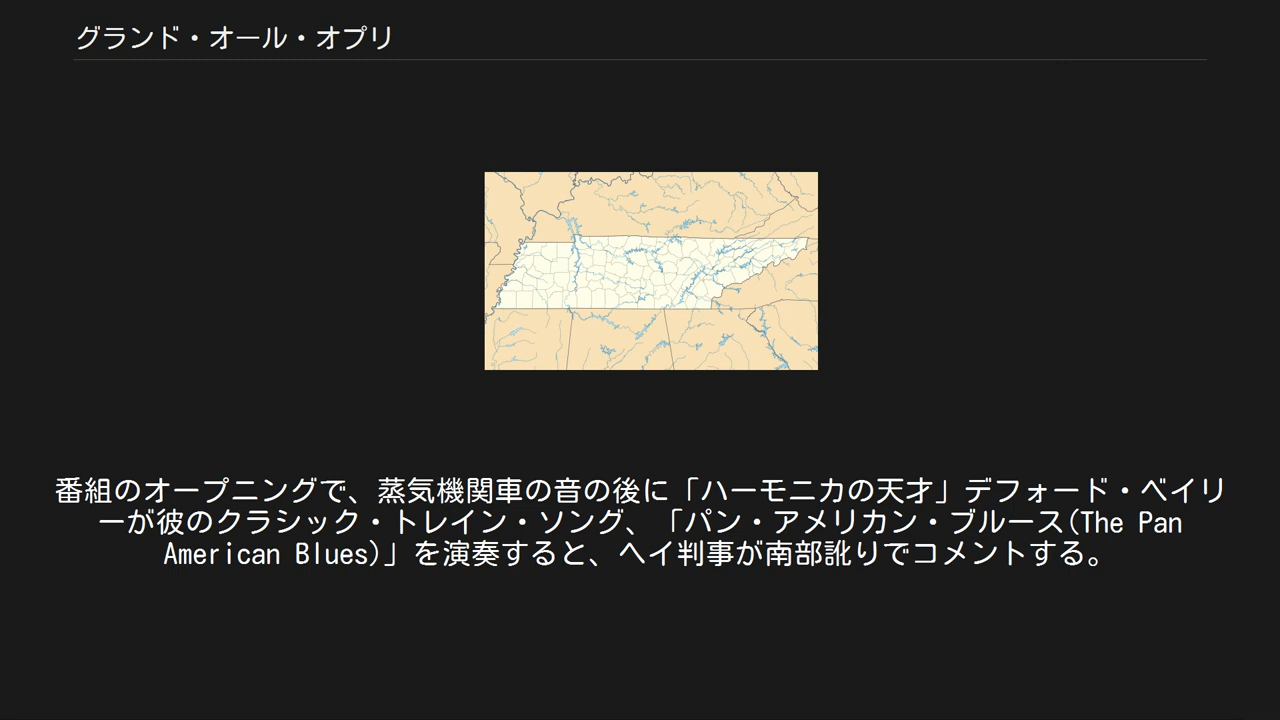 グランド・オール・オプリ
番組のオープニングで、蒸気機関車の音の後に「ハーモニカの天才」デフォード・ベイリ
ーが彼のクラシック・トレイン・ソング、「パン・アメリカン・ブルース(The Pan
American Blues)」を演奏すると、ヘイ判事が南部訛りでコメントする。